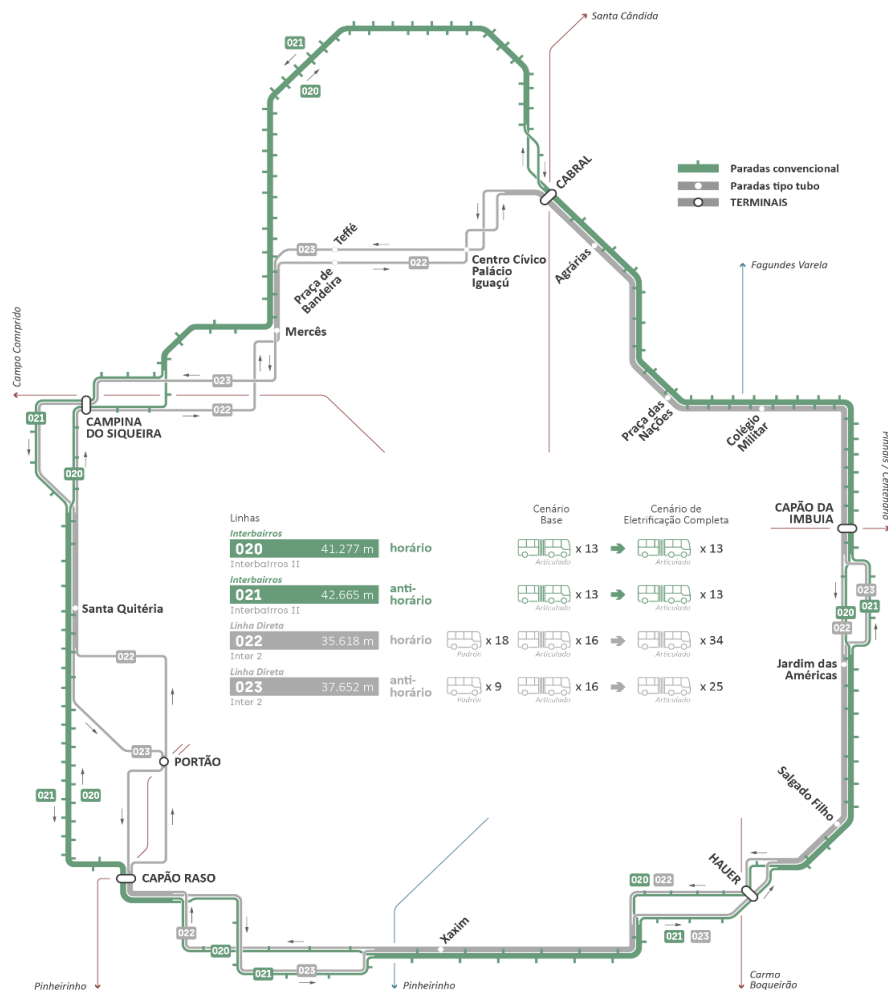 Santa Cândida
021
020
CABRAL
Paradas convencional
Paradas tipo tubo
TERMINAIS
Teffé
023
022
Praça de
Bandeira
Centro Cívico
Palácio
Iguaçú
Agrárias
Fagundes Varela
Mercês
Campo Comrprido
023
022
CAMPINA
DO SIQUEIRA
021
020
Praça das
Nações
Colégio
Militar
Pinhais / Centenário
CAPÃO DA
IMBUIA
Linhas
Cenário
Base
Cenário de
Eletrificação Completa
Interbairros
020 41.277 m horário
Articulado x 13
Articulado x 13
Interbairros II
Interbairros
021 42.665 m anti-
horário
Articulado x 13
Articulado x 13
Interbairros II
Linha Direta
022 35.618 m horário
Padrón x 18
Articulado x 16
Articulado x 34
Inter 2
Linha Direta
023 37.652 m anti-
horário
Padrón x 9
Articulado x 16
Articulado x 25
Inter 2
023
021
020
022
Santa Quitéria
022
Jardim das
Américas
023
PORTÃO
021
020
Salgado Filho
CAPÃO RASO
HAUER
020
022
022
Xaxim
020
021
023
021
023
Pinheirinho
Pinheirinho
Carmo
Boqueirão